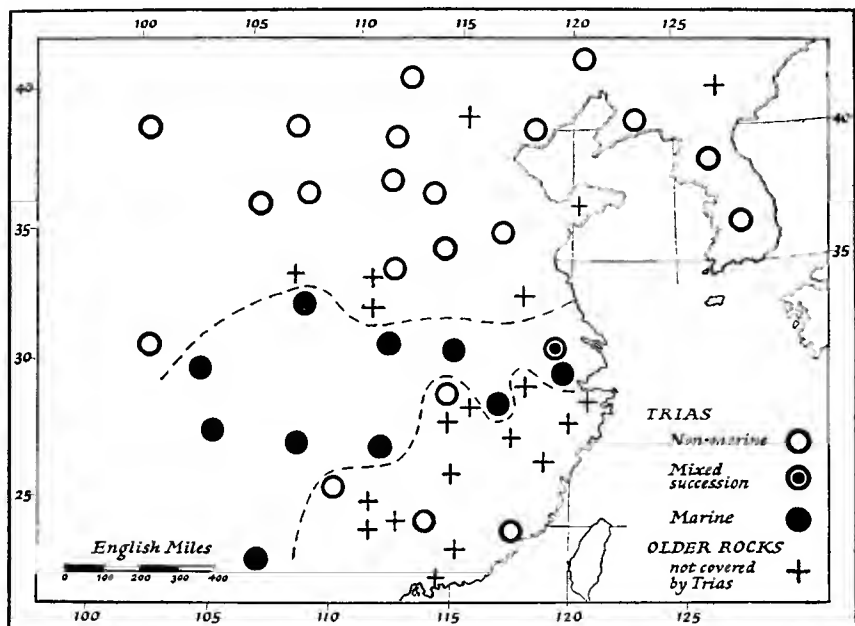 100 105 110 115 120 125
40
40
35
35
30
25
TRIAS
Non-marine
Mixed
succession
Marine
OLDER ROCKS
not covered
by Trias
English Miles
0 100 200 300 400
100 105 110 115 120 125